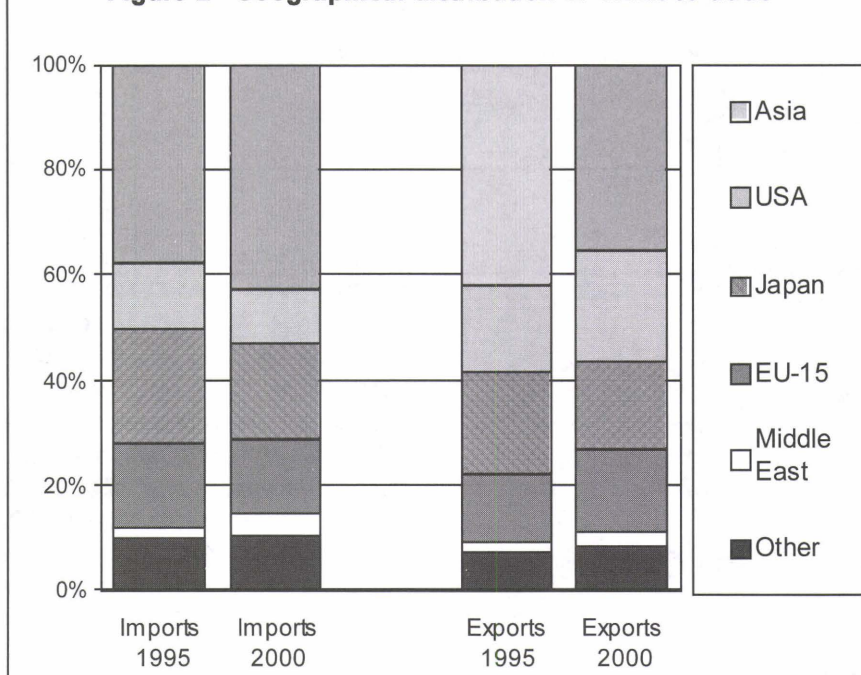 100%
80%
60%
40%
20%
0%
Imports
1995
Imports
2000
Exports
1995
Exports
2000
Asia
USA
Japan
EU-15
Middle
East
Other